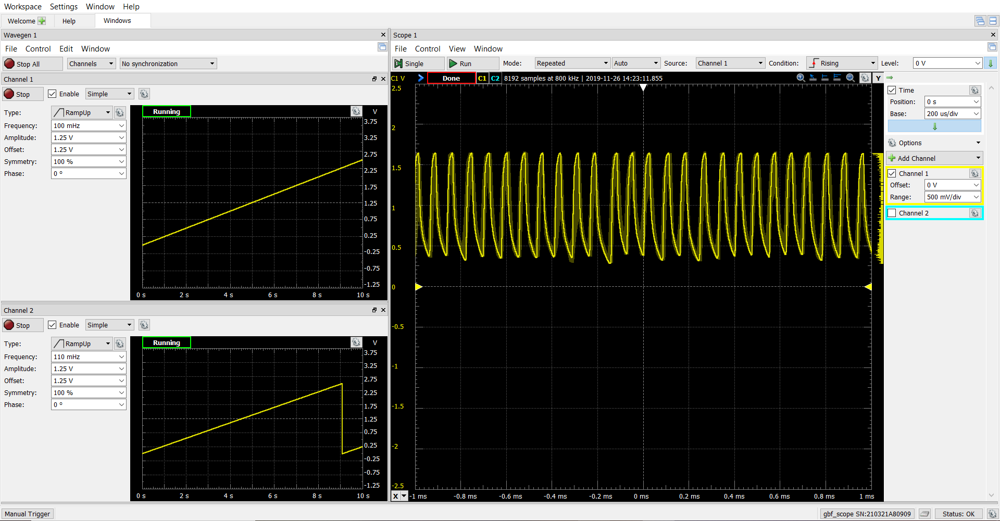 Workspace Settings Window Help
Welcome Help Windows
Wavegen 1
File Control Edit Window
Stop All Channels No synchronization
Channel 1
Stop Enable Simple
Type: RampUp
Frequency: 100 mHz
Amplitude: 1.25 V
Offset: 1.25 V
Symmetry: 100 %
Phase: 0 º
Running V
3.75
3.25
2.75
2.25
1.75
1.25
0.75
0.25
-0.25
-0.75
-1.25
0 s 2 s 4 s 6 s 8 s 10 s
Channel 2
Stop Enable Simple
Type: RampUp
Frequency: 110 mHz
Amplitude: 1.25 V
Offset: 1.25 V
Symmetry: 100 %
Phase: 0 º
Running V
3.75
3.25
2.75
2.25
1.75
1.25
0.75
0.25
-0.25
-0.75
-1.25
0 s 2 s 4 s 6 s 8 s 10 s
Scope 1
File Control View Window
Single Run Mode: Repeated Auto Source: Channel 1 Condition: Rising Level: 0 V
C1 V Done C1 C2 8192 samples at 800 kHz | 2019-11-26 14:23:11.855 Y
2.5
2
1.5
1
0.5
0
-0.5
-1
-1.5
-2
-2.5
X -1 ms -0.8 ms -0.6 ms -0.4 ms -0.2 ms 0 ms 0.2 ms 0.4 ms 0.6 ms 0.8 ms 1 ms
Time
Position: 0 s
Base: 200 us/div
Options
Add Channel
Channel 1
Offset: 0 V
Range: 500 mV/div
Channel 2
Manual Trigger gbf_scope SN:210321A80909 Status: OK